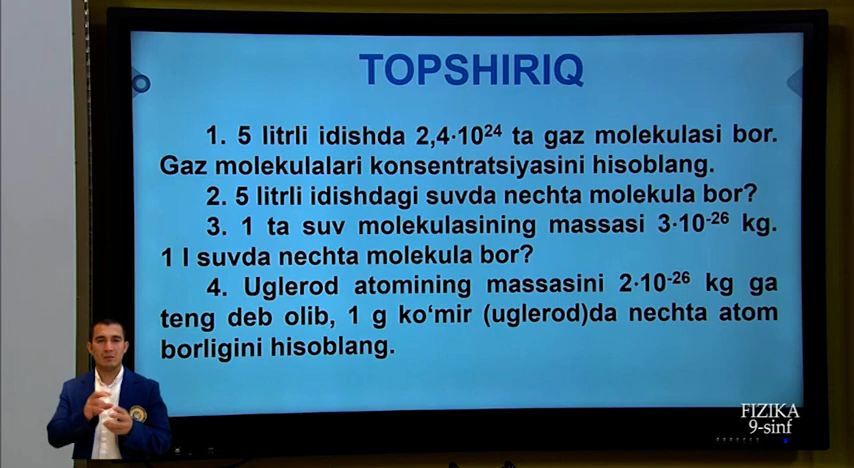 TOPSHIRIQ
1. 5 litrli idishda 2,4·10²⁴ ta gaz molekulasi bor.
Gaz molekulalari konsentratsiyasini hisoblang.
2. 5 litrli idishdagi suvda nechta molekula bor?
3. 1 ta suv molekulasining massasi 3·10⁻²⁶ kg.
1 l suvda nechta molekula bor?
4. Uglerod atomining massasini 2·10⁻²⁶ kg ga
teng deb olib, 1 g ko‘mir (uglerod)da nechta atom
borligini hisoblang.
FIZIKA
9-sinf